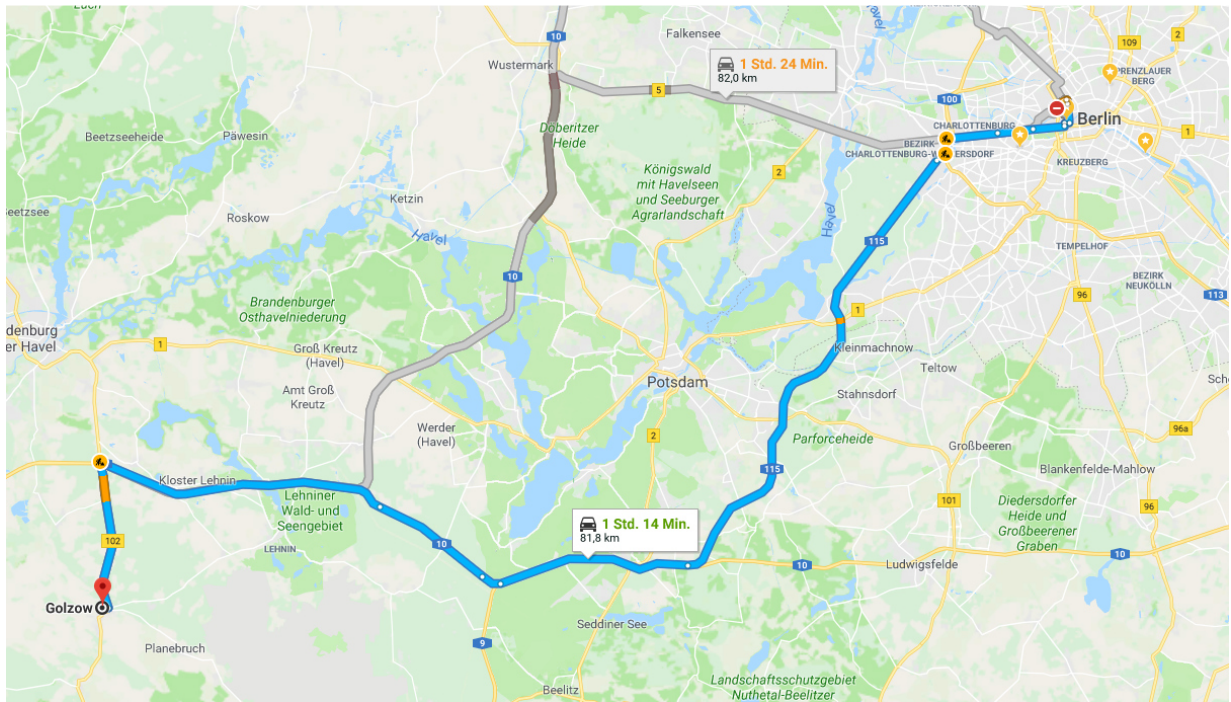 10
Falkensee
Havel
109
PRENZLAUER
BERG
Wustermark
1 Std. 24 Min.
82,0 km
5
100
Berlin
CHARLOTTENBURG
BEZIRK
CHARLOTTENBURG-W
ERSDORF
1
KREUZBERG
Beetzseeheide
Päwesin
Döberitzer
Heide
2
Königswald
mit Havelseen
und Seeburger
Agrarlandschaft
Ketzin
Roskow
Beetzsee
Havel
Havel
115
TEMPELHOF
BEZIRK
NEUKÖLLN
10
96
113
Brandenburger
Osthavelniederung
1
denburg
er Havel
1
Groß Kreutz
(Havel)
Kleinmachnow
Teltow
Potsdam
Amt Groß
Kreutz
Stahnsdorf
Werder
(Havel)
2
Parforceheide
Großbeeren
96a
Blankenfelde-Mahlow
115
Kloster Lehnin
Lehniner
Wald- und
Seengebiet
101
96
Diedersdorfer
Heide und
Großbeerener
Graben
1 Std. 14 Min.
81,8 km
102
LEHNIN
10
10
10
Ludwigsfelde
Golzow
Seddiner See
9
Planebruch
Beelitz
Landschaftsschutzgebiet
Nuthetal-Beelitzer